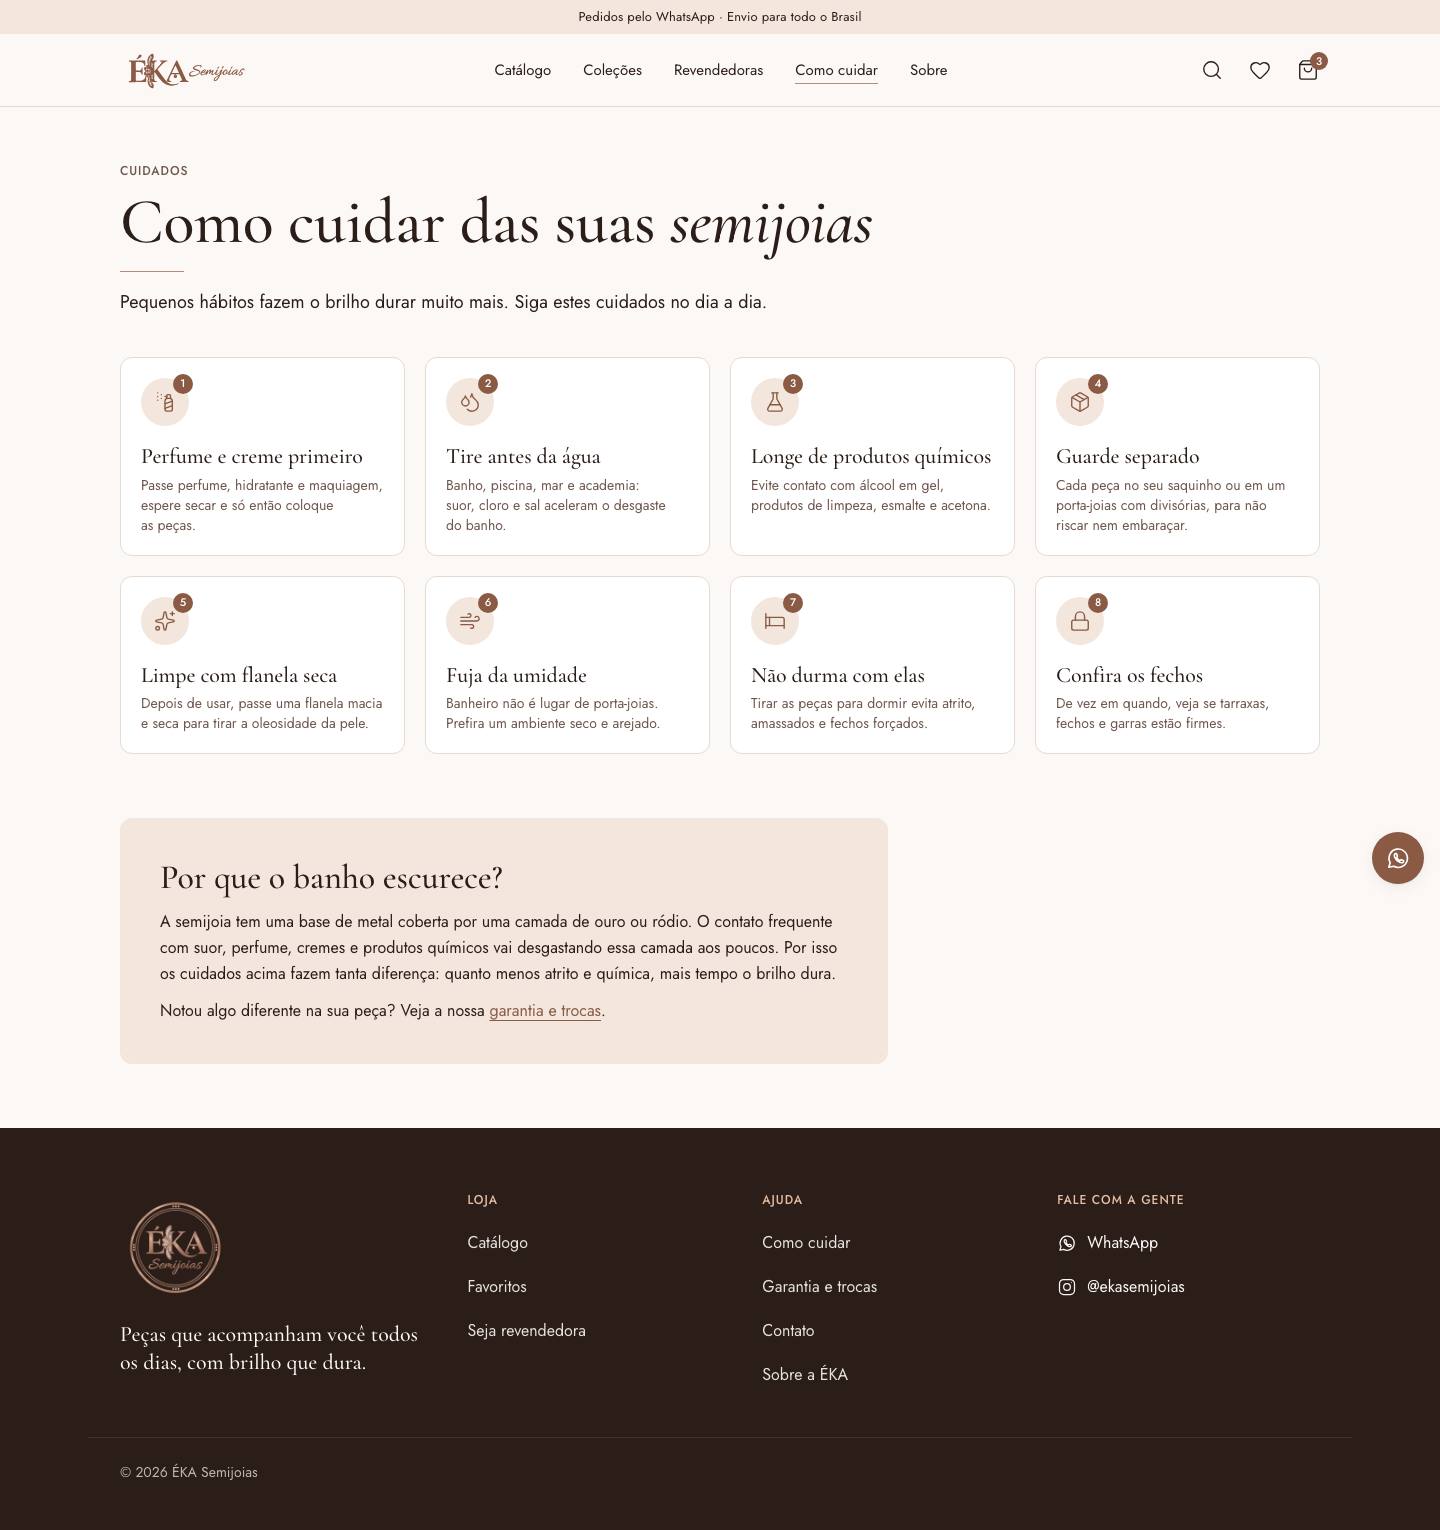 Pedidos pelo WhatsApp · Envio para todo o Brasil
ÉKA Semijoias
Catálogo
Coleções
Revendedoras
Como cuidar
Sobre
3
CUIDADOS
Como cuidar das suas semijoias
Pequenos hábitos fazem o brilho durar muito mais. Siga estes cuidados no dia a dia.
1
Perfume e creme primeiro
Passe perfume, hidratante e maquiagem,
espere secar e só então coloque
as peças.
2
Tire antes da água
Banho, piscina, mar e academia:
suor, cloro e sal aceleram o desgaste
do banho.
3
Longe de produtos químicos
Evite contato com álcool em gel,
produtos de limpeza, esmalte e acetona.
4
Guarde separado
Cada peça no seu saquinho ou em um
porta-joias com divisórias, para não
riscar nem embaraçar.
5
Limpe com flanela seca
Depois de usar, passe uma flanela macia
e seca para tirar a oleosidade da pele.
6
Fuja da umidade
Banheiro não é lugar de porta-joias.
Prefira um ambiente seco e arejado.
7
Não durma com elas
Tirar as peças para dormir evita atrito,
amassados e fechos forçados.
8
Confira os fechos
De vez em quando, veja se tarraxas,
fechos e garras estão firmes.
Por que o banho escurece?
A semijoia tem uma base de metal coberta por uma camada de ouro ou ródio. O contato frequente
com suor, perfume, cremes e produtos químicos vai desgastando essa camada aos poucos. Por isso
os cuidados acima fazem tanta diferença: quanto menos atrito e química, mais tempo o brilho dura.
Notou algo diferente na sua peça? Veja a nossa garantia e trocas.
ÉKA
Semijoias
Peças que acompanham você todos
os dias, com brilho que dura.
LOJA
Catálogo
Favoritos
Seja revendedora
AJUDA
Como cuidar
Garantia e trocas
Contato
Sobre a ÉKA
FALE COM A GENTE
WhatsApp
@ekasemijoias
© 2026 ÉKA Semijoias